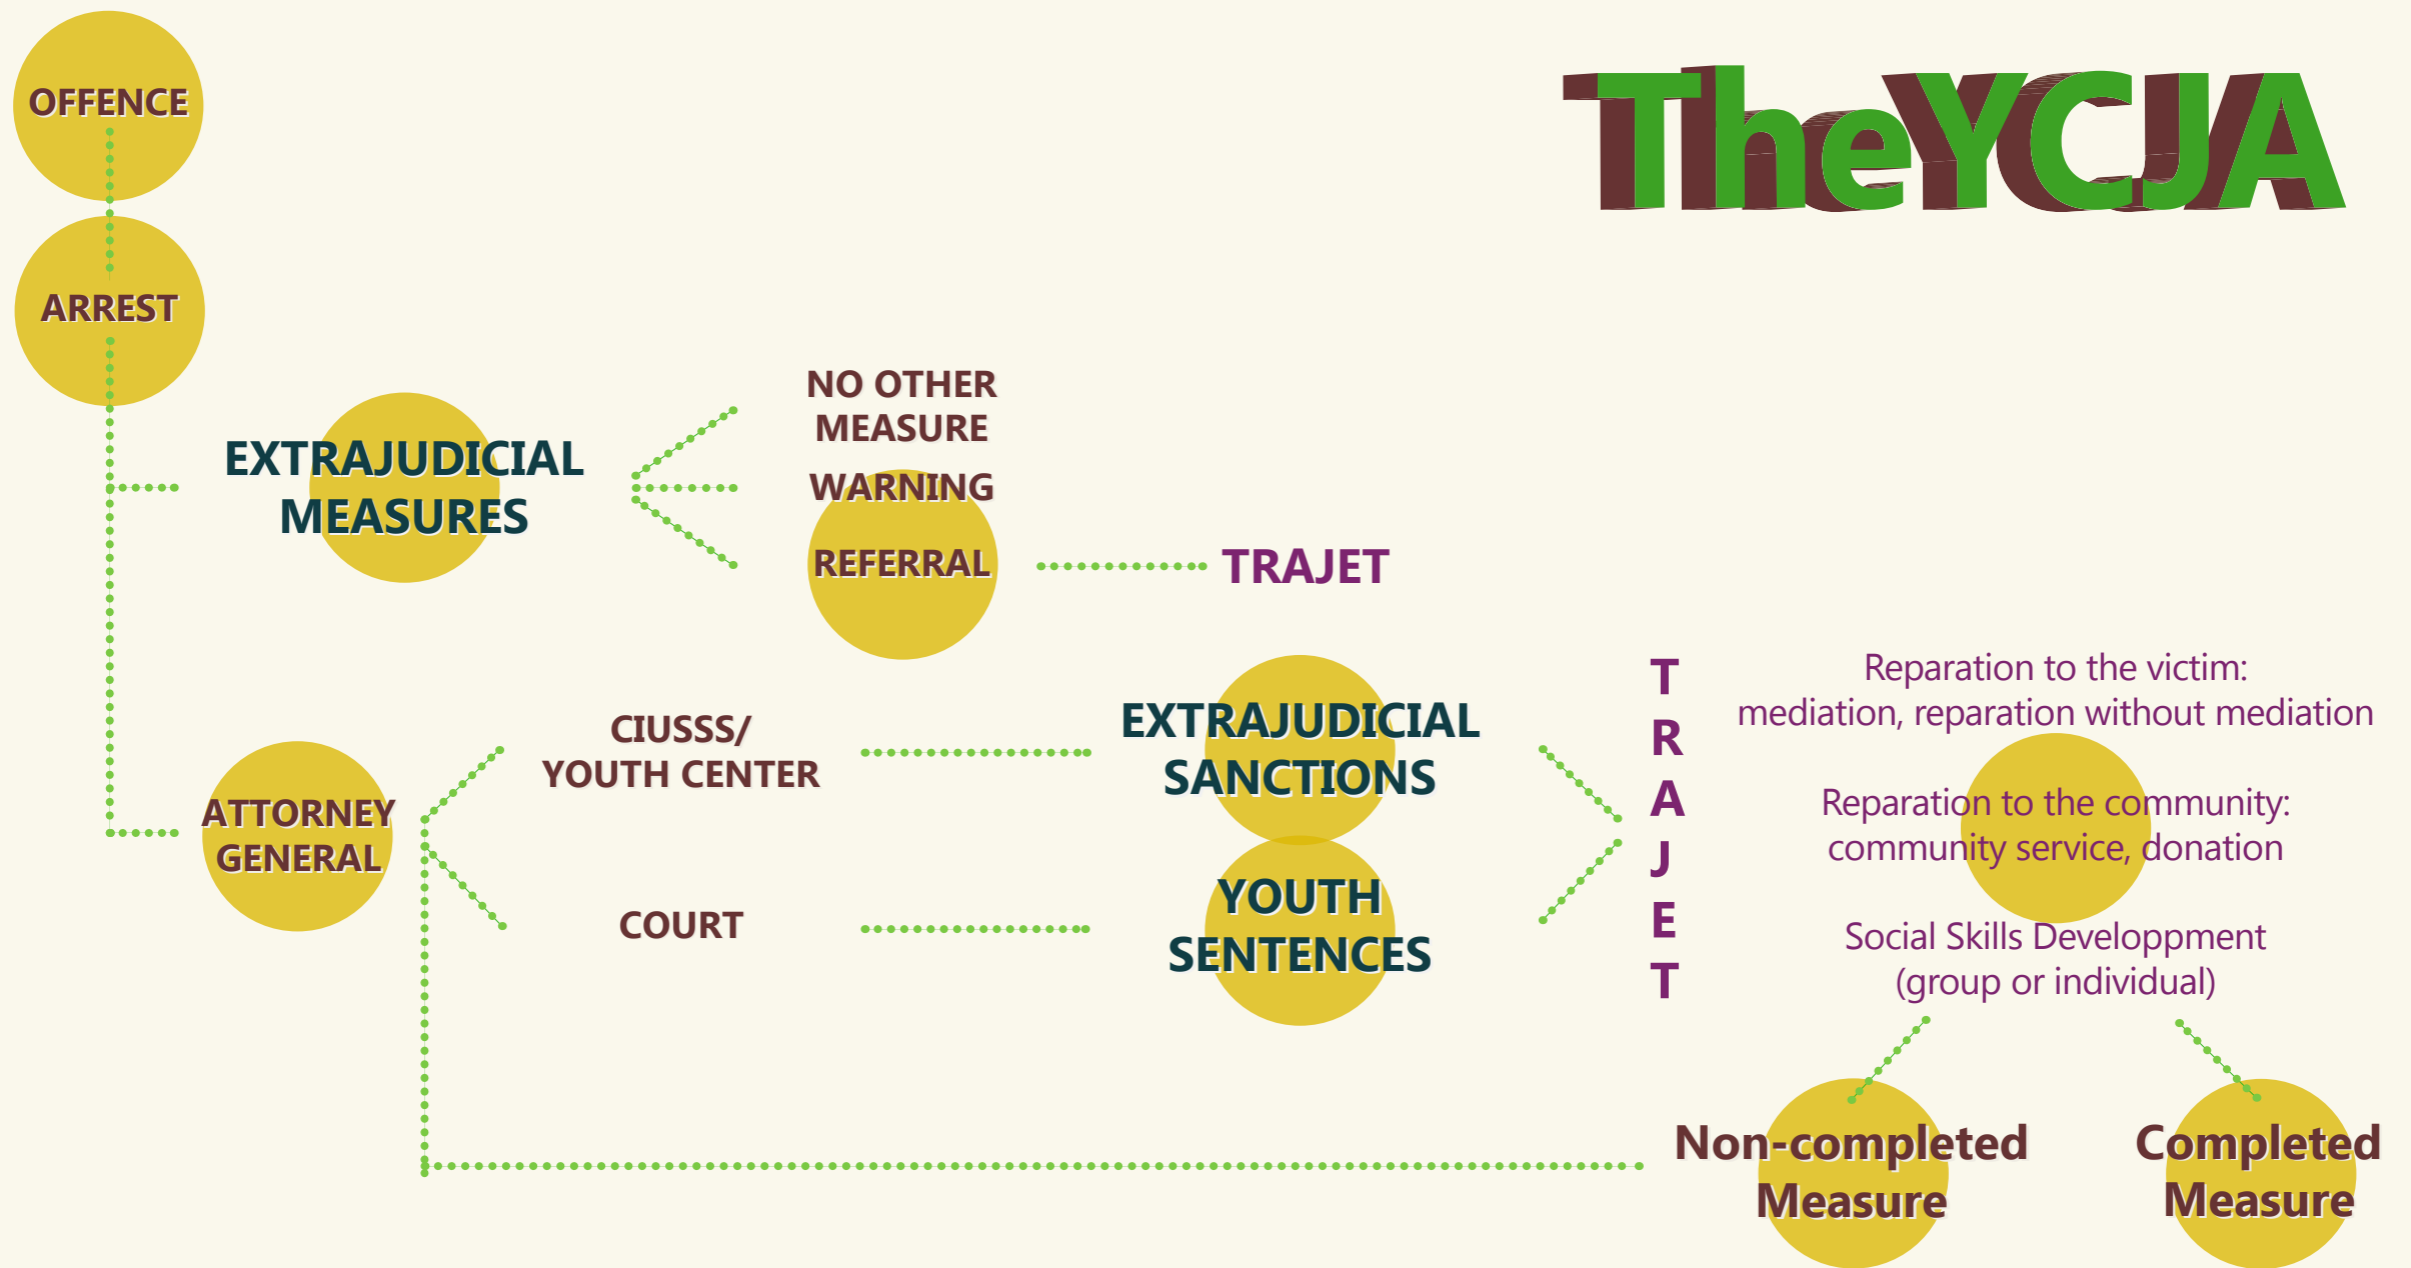 TheYCJA
OFFENCE
ARREST
EXTRAJUDICIAL
MEASURES
NO OTHER
MEASURE
WARNING
REFERRAL
TRAJET
ATTORNEY
GENERAL
CIUSSS/
YOUTH CENTER
COURT
EXTRAJUDICIAL
SANCTIONS
YOUTH
SENTENCES
T
R
A
J
E
T
Reparation to the victim:
mediation, reparation without mediation
Reparation to the community:
community service, donation
Social Skills Developpment
(group or individual)
Non-completed
Measure
Completed
Measure